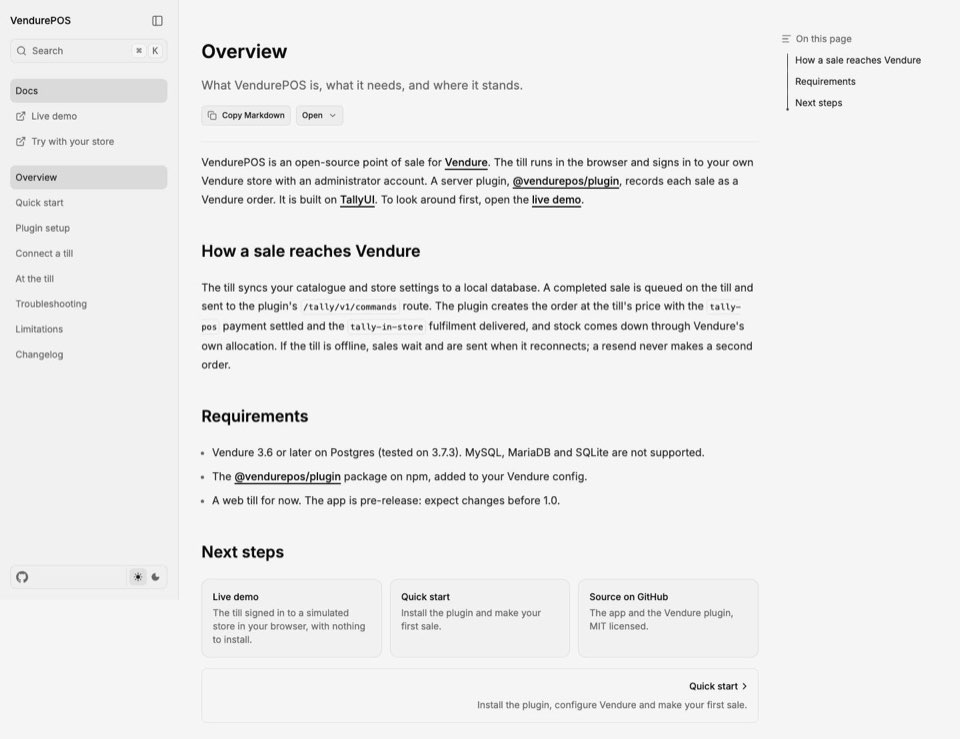 VendurePOS
Search
⌘ K
Docs
Live demo
Try with your store
Overview
Quick start
Plugin setup
Connect a till
At the till
Troubleshooting
Limitations
Changelog
Overview
What VendurePOS is, what it needs, and where it stands.
Copy Markdown
Open
VendurePOS is an open-source point of sale for Vendure. The till runs in the browser and signs in to your own
Vendure store with an administrator account. A server plugin, @vendurepos/plugin, records each sale as a
Vendure order. It is built on TallyUI. To look around first, open the live demo.
How a sale reaches Vendure
The till syncs your catalogue and store settings to a local database. A completed sale is queued on the till and
sent to the plugin's /tally/v1/commands route. The plugin creates the order at the till's price with the tally-
pos payment settled and the tally-in-store fulfilment delivered, and stock comes down through Vendure's
own allocation. If the till is offline, sales wait and are sent when it reconnects; a resend never makes a second
order.
Requirements
Vendure 3.6 or later on Postgres (tested on 3.7.3). MySQL, MariaDB and SQLite are not supported.
The @vendurepos/plugin package on npm, added to your Vendure config.
A web till for now. The app is pre-release: expect changes before 1.0.
Next steps
Live demo
The till signed in to a simulated
store in your browser, with nothing
to install.
Quick start
Install the plugin and make your
first sale.
Source on GitHub
The app and the Vendure plugin,
MIT licensed.
Quick start
Install the plugin, configure Vendure and make your first sale.
On this page
How a sale reaches Vendure
Requirements
Next steps